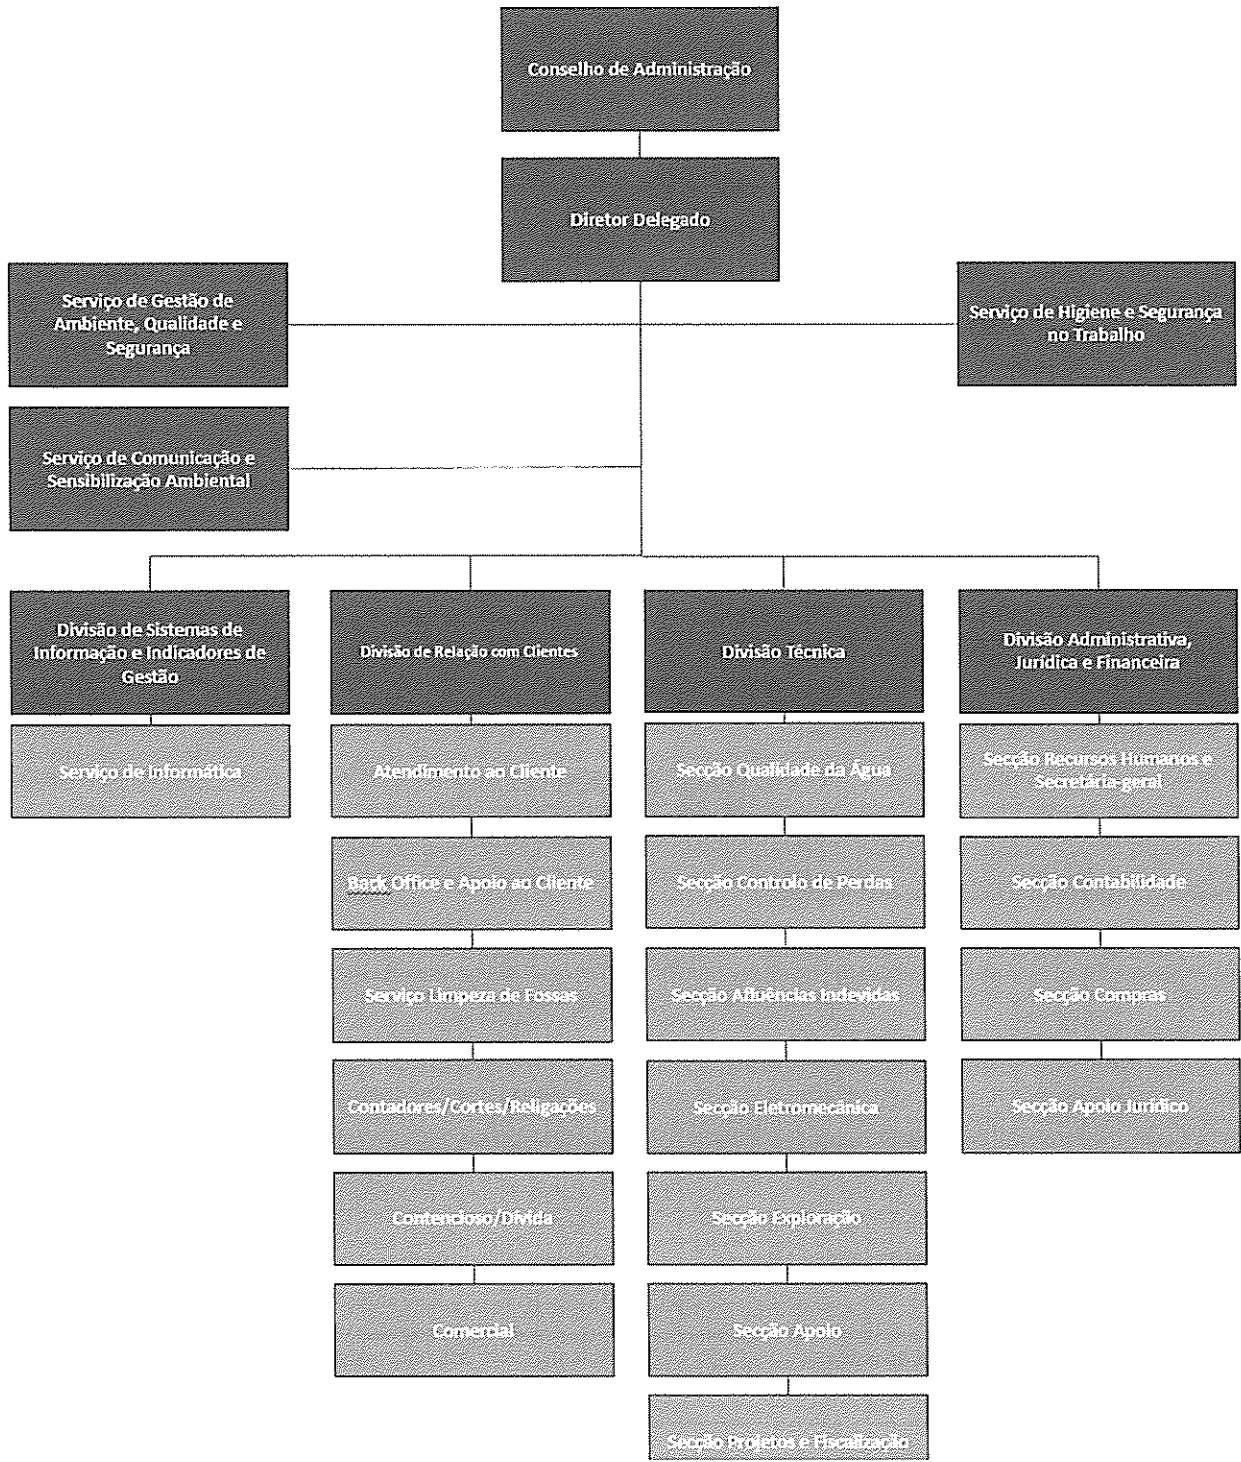 Conselho de Administração
Diretor Delegado
Serviço de Gestão de
Ambiente, Qualidade e
Segurança
Serviço de Higiene e Segurança
no Trabalho
Serviço de Comunicação e
Sensibilização Ambiental
Divisão de Sistemas de
Informação e Indicadores de
Gestão
Divisão de Relação com Clientes
Divisão Técnica
Divisão Administrativa,
Jurídica e Financeira
Serviço de Informática
Atendimento ao Cliente
Secção Qualidade da Água
Secção Recursos Humanos e
Secretária-geral
Back Office e Apoio ao Cliente
Secção Controlo de Perdas
Secção Contabilidade
Serviço Limpeza de Fossas
Secção Afluências Indevidas
Secção Compras
Contadores/Cortes/Religações
Secção Eletromecânica
Secção Apoio Jurídico
Contencioso/Dívida
Secção Exploração
Comercial
Secção Apoio
Secção Projetos e Fiscalização